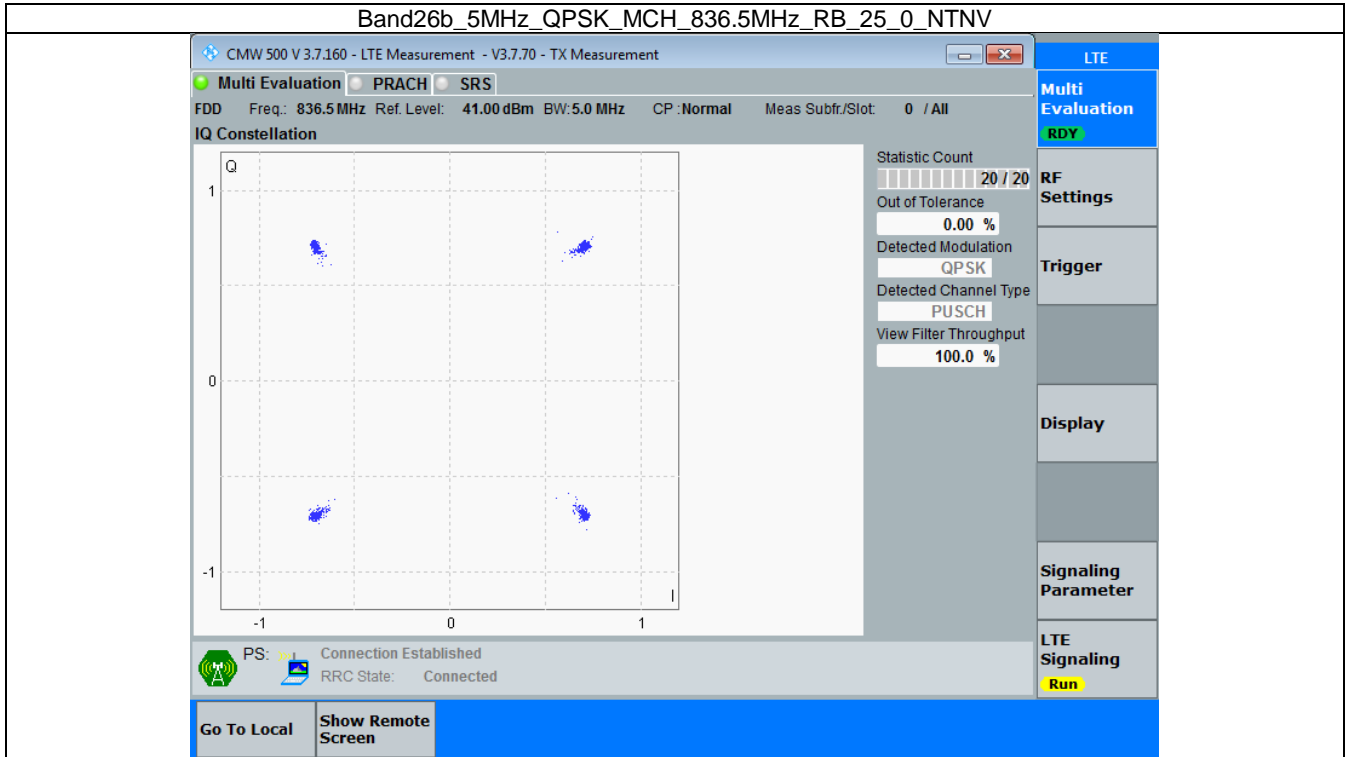 Band26b_5MHz_QPSK_MCH_836.5MHz_RB_25_0_NTNV
CMW 500 V 3.7.160 - LTE Measurement - V3.7.70 - TX Measurement
LTE
Multi Evaluation PRACH SRS
Multi Evaluation
RDY
FDD Freq.: 836.5 MHz Ref. Level: 41.00 dBm BW: 5.0 MHz CP : Normal Meas Subfr./Slot: 0 / All
IQ Constellation
Q
1
0
-1
I
-1 0 1
Statistic Count
20 / 20
Out of Tolerance
0.00 %
Detected Modulation
QPSK
Detected Channel Type
PUSCH
View Filter Throughput
100.0 %
RF
Settings
Trigger
Display
Signaling
Parameter
LTE
Signaling
Run
PS: Connection Established
RRC State: Connected
Go To Local
Show Remote
Screen